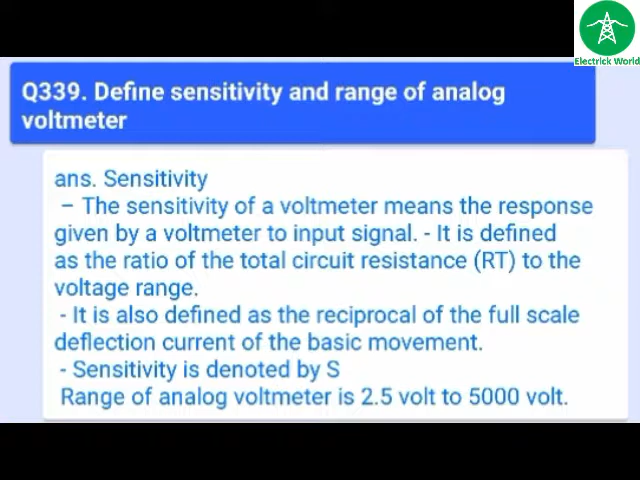 Electrick World
Q339. Define sensitivity and range of analog
voltmeter
ans. Sensitivity
– The sensitivity of a voltmeter means the response
given by a voltmeter to input signal. - It is defined
as the ratio of the total circuit resistance (RT) to the
voltage range.
- It is also defined as the reciprocal of the full scale
deflection current of the basic movement.
- Sensitivity is denoted by S
Range of analog voltmeter is 2.5 volt to 5000 volt.